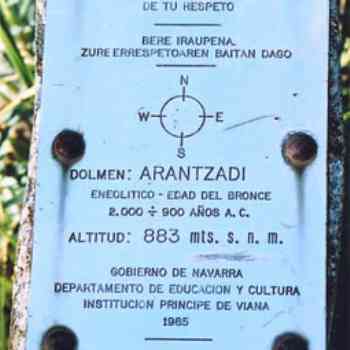 DE TU RESPETO
BERE IRAUPENA,
ZURE ERRESPETOAREN BAITAN DAGO
N
W E
S
DOLMEN: ARANTZADI
ENEOLITICO - EDAD DEL BRONCE
2.000 ÷ 900 AÑOS A. C.
ALTITUD: 883 mts. s. n. m.
GOBIERNO DE NAVARRA
DEPARTAMENTO DE EDUCACION Y CULTURA
INSTITUCION PRINCIPE DE VIANA
1985